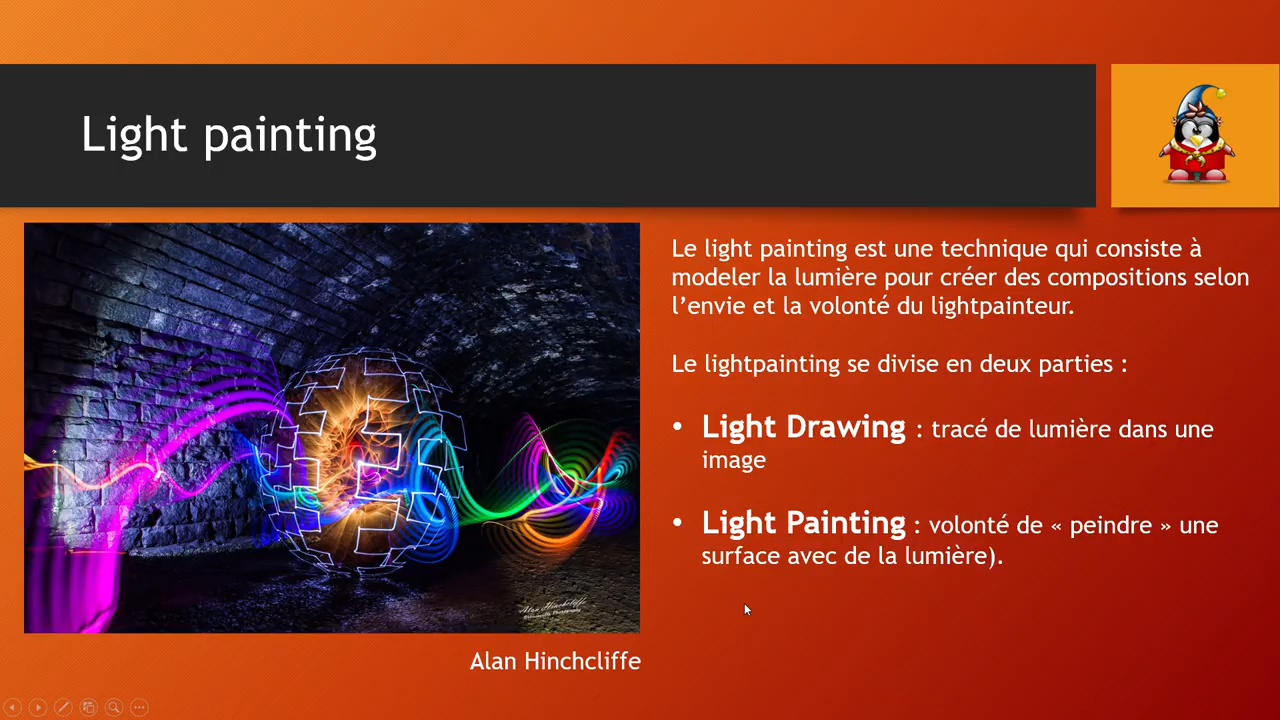 Light painting
Le light painting est une technique qui consiste à
modeler la lumière pour créer des compositions selon
l’envie et la volonté du lightpainteur.
Le lightpainting se divise en deux parties :
• Light Drawing : tracé de lumière dans une
image
• Light Painting : volonté de « peindre » une
surface avec de la lumière).
Alan Hinchcliffe
Alan Hinchcliffe